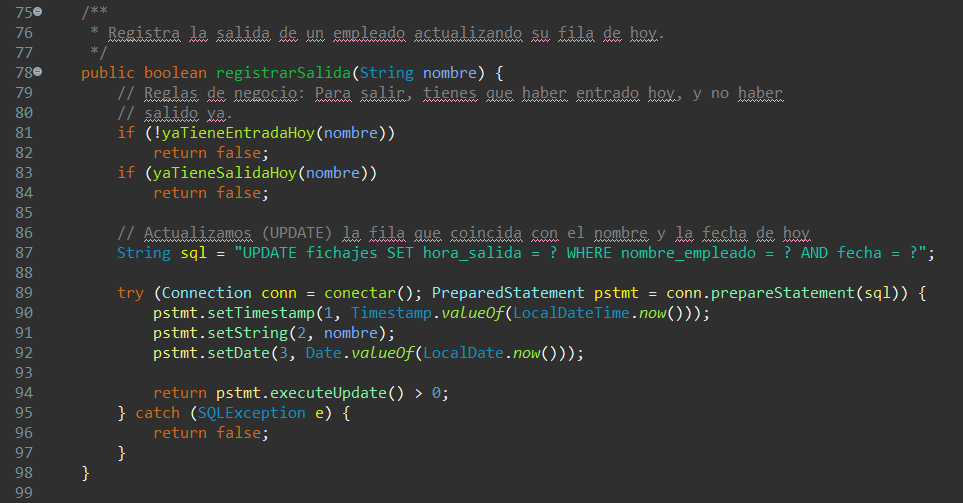 75 /**
76 * Registra la salida de un empleado actualizando su fila de hoy.
77 */
78 public boolean registrarSalida(String nombre) {
79 // Reglas de negocio: Para salir, tienes que haber entrado hoy, y no haber
80 // salido ya.
81 if (!yaTieneEntradaHoy(nombre))
82 return false;
83 if (yaTieneSalidaHoy(nombre))
84 return false;
85
86 // Actualizamos (UPDATE) la fila que coincida con el nombre y la fecha de hoy
87 String sql = "UPDATE fichajes SET hora_salida = ? WHERE nombre_empleado = ? AND fecha = ?";
88
89 try (Connection conn = conectar(); PreparedStatement pstmt = conn.prepareStatement(sql)) {
90 pstmt.setTimestamp(1, Timestamp.valueOf(LocalDateTime.now()));
91 pstmt.setString(2, nombre);
92 pstmt.setDate(3, Date.valueOf(LocalDate.now()));
93
94 return pstmt.executeUpdate() > 0;
95 } catch (SQLException e) {
96 return false;
97 }
98 }
99